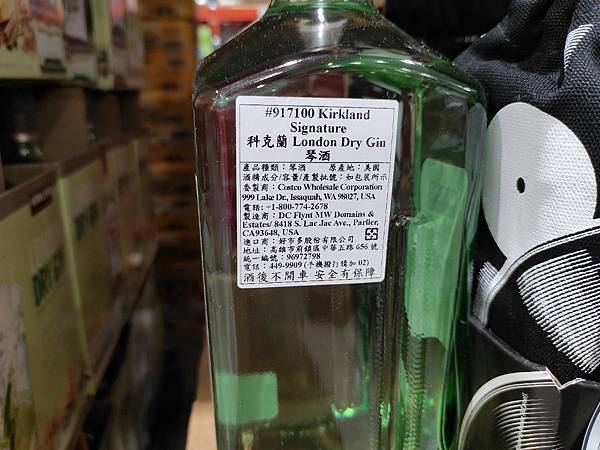 #917100 Kirkland
Signature
科克蘭 London Dry Gin
琴酒
產品種類：琴酒 原產地：美國
酒精成分/容量/產製批號：如包裝所示
委製商：Costco Wholesale Corporation
999 Lake Dr., Issaquah, WA 98027, USA
電話：+1-800-774-2678
製造商：DC Flynt MW Domains &
Estates/ 8418 S. Lac Jac Ave., Parlier,
CA93648, USA
進口商：好市多股份有限公司
地址：高雄市前鎮區中華五路 656 號
統一編號：96972798
電話：449-9909 (手機撥打請加 02)
酒後不開車 安全有保障